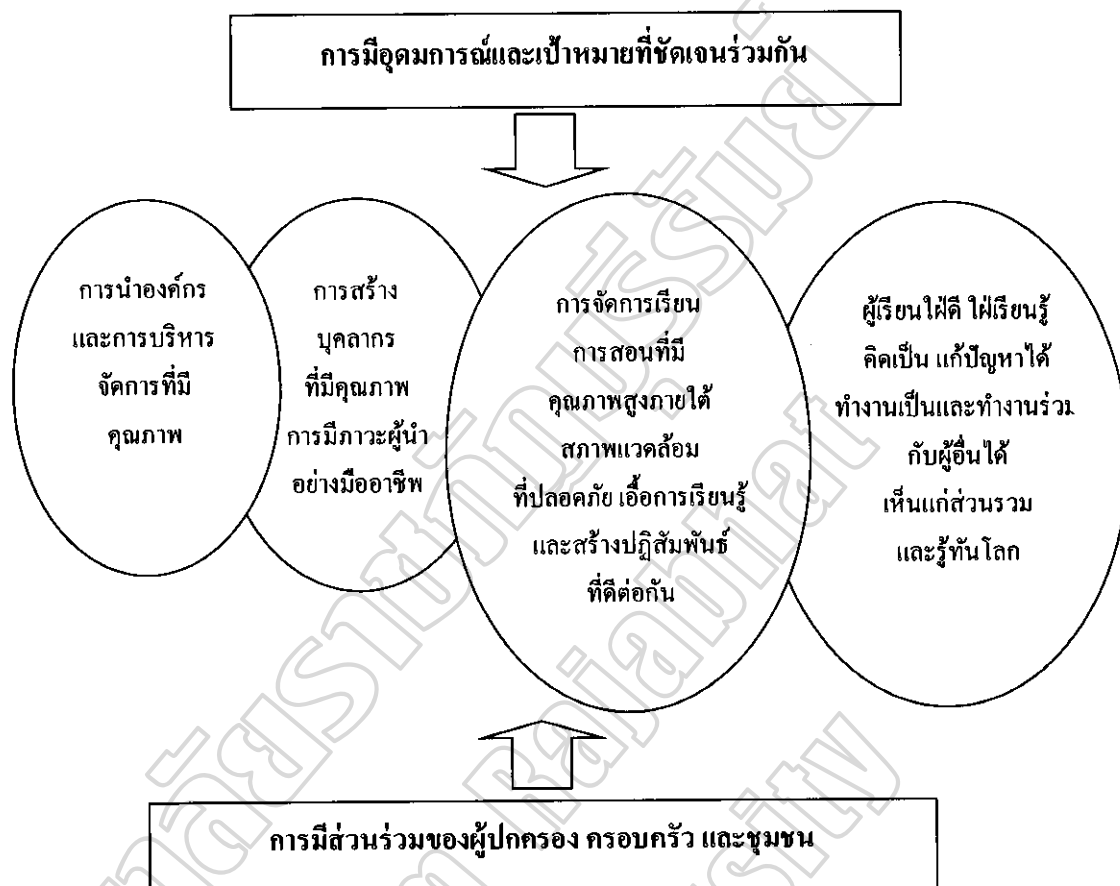 การมีอุดมการณ์และเป้าหมายที่ชัดเจนร่วมกัน
การนำองค์กร
และการบริหาร
จัดการที่มี
คุณภาพ
การสร้าง
บุคลากร
ที่มีคุณภาพ
การมีภาวะผู้นำ
อย่างมืออาชีพ
การจัดการเรียน
การสอนที่มี
คุณภาพสูงภายใต้
สภาพแวดล้อม
ที่ปลอดภัย เอื้อการเรียนรู้
และสร้างปฏิสัมพันธ์
ที่ดีต่อกัน
ผู้เรียนใฝ่ดี ใฝ่เรียนรู้
คิดเป็น แก้ปัญหาได้
ทำงานเป็นและทำงานร่วม
กับผู้อื่นได้
เห็นแก่ส่วนรวม
และรู้ทันโลก
การมีส่วนร่วมของผู้ปกครอง ครอบครัว และชุมชน
Rajabhat